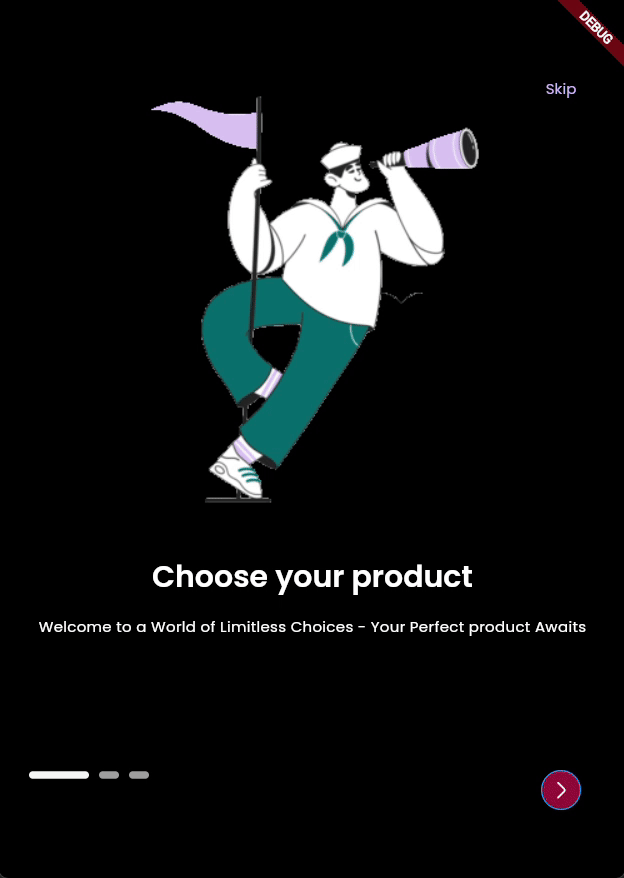 DEBUG
Skip
Choose your product
Welcome to a World of Limitless Choices - Your Perfect product Awaits